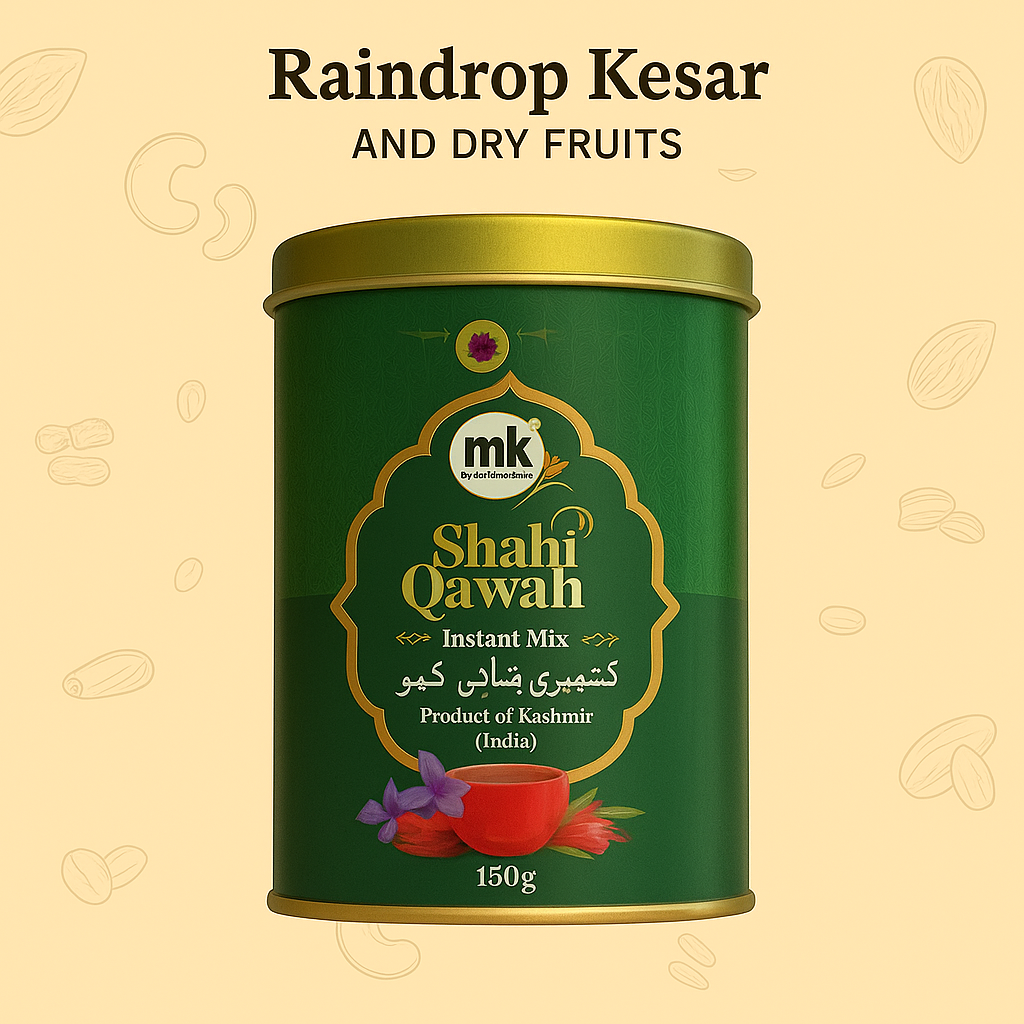 Raindrop Kesar
AND DRY FRUITS
mk
Shahi
Qawah
Instant Mix
Product of Kashmir
(India)
150g